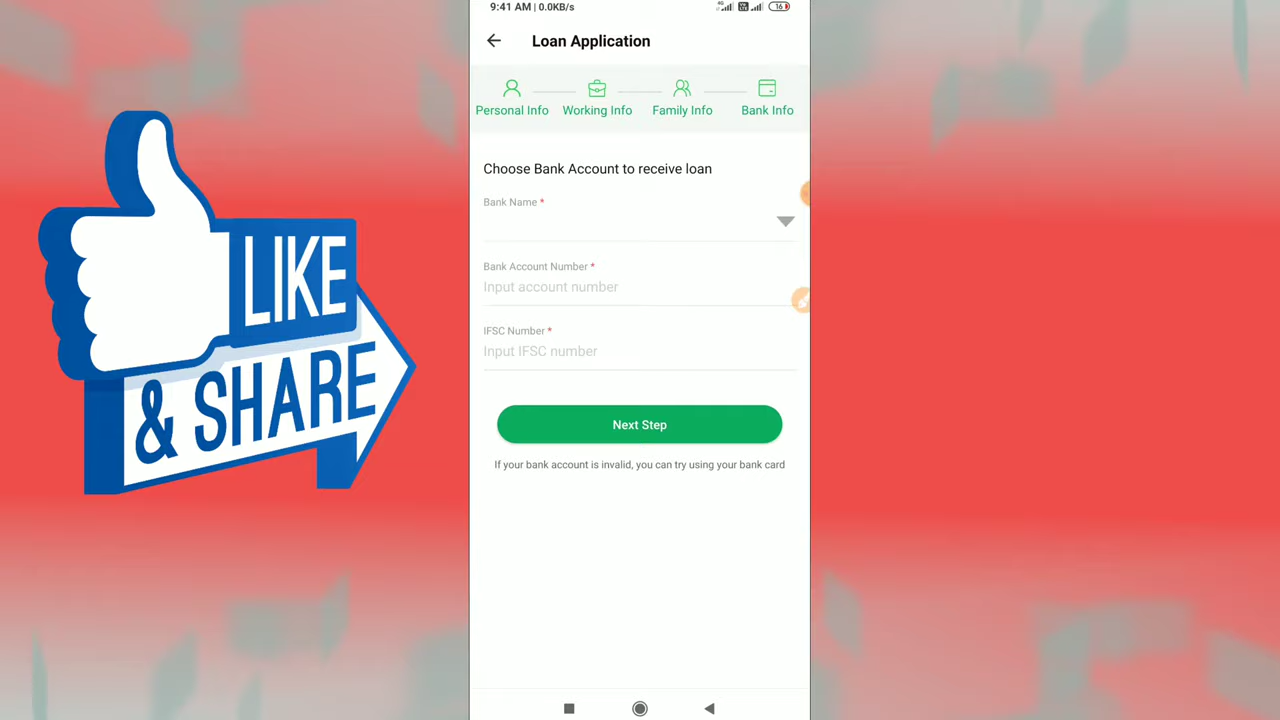 9:41 AM | 0.0KB/s
4G
16
Loan Application
Personal Info
Working Info
Family Info
Bank Info
Choose Bank Account to receive loan
Bank Name *
Bank Account Number *
Input account number
IFSC Number *
Input IFSC number
Next Step
If your bank account is invalid, you can try using your bank card
LIKE
& SHARE